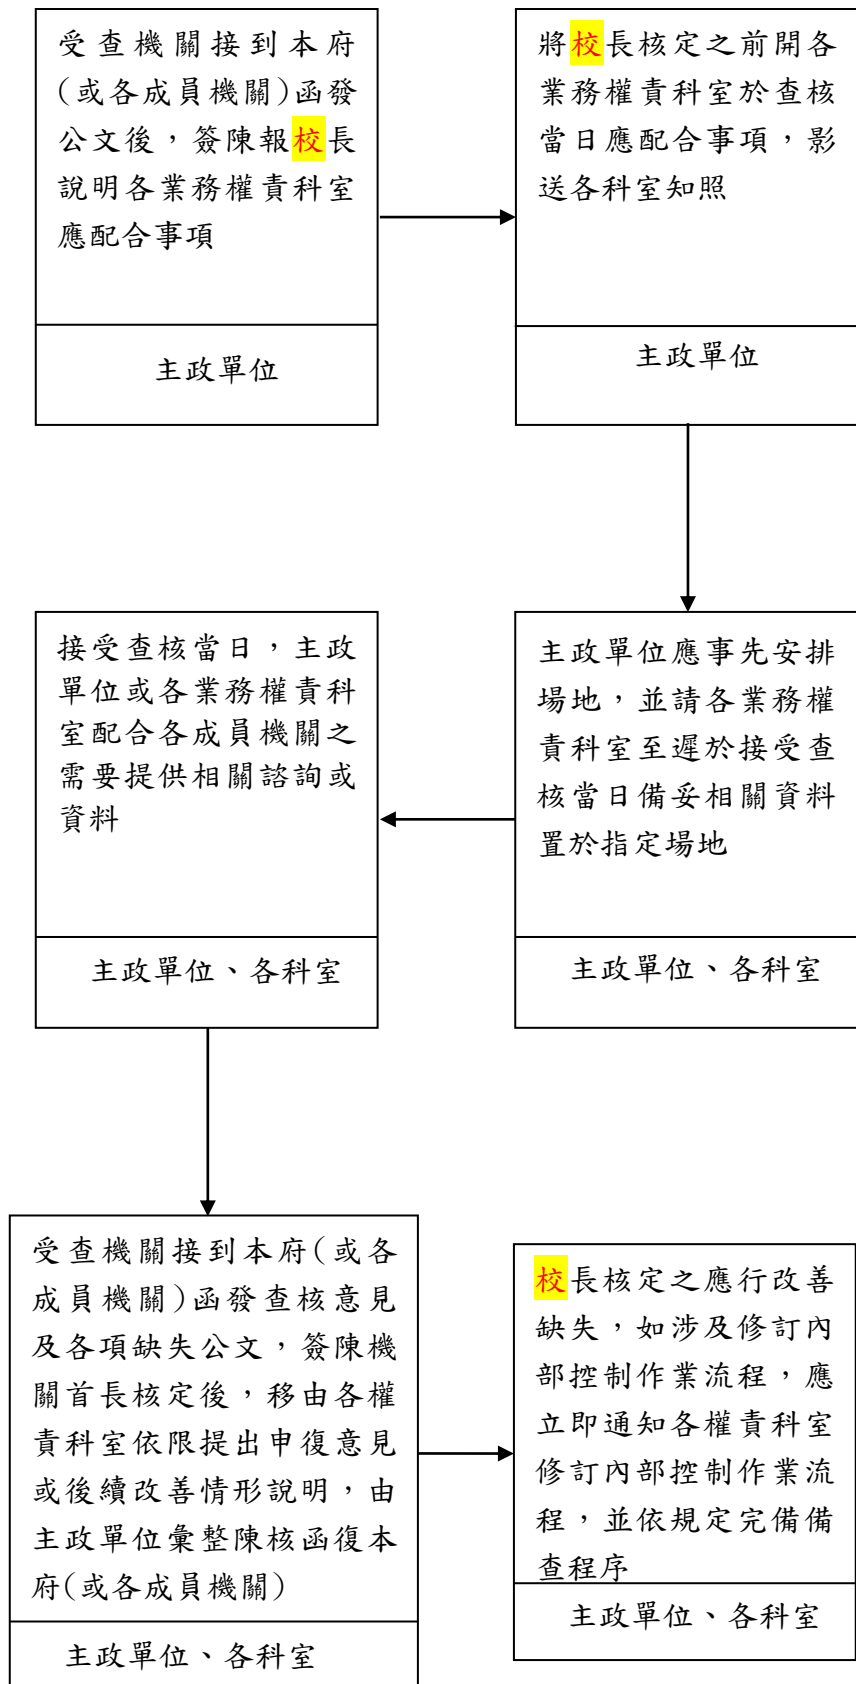 受查機關接到本府
(或各成員機關)函發
公文後，簽陳報校長
說明各業務權責科室
應配合事項
主政單位
將校長核定之前開各
業務權責科室於查核
當日應配合事項，影
送各科室知照
主政單位
主政單位應事先安排
場地，並請各業務權
責科室至遲於接受查
核當日備妥相關資料
置於指定場地
主政單位、各科室
接受查核當日，主政
單位或各業務權責科
室配合各成員機關之
需要提供相關諮詢或
資料
主政單位、各科室
受查機關接到本府(或各
成員機關)函發查核意見
及各項缺失公文，簽陳機
關首長核定後，移由各權
責科室依限提出申復意見
或後續改善情形說明，由
主政單位彙整陳核函復本
府(或各成員機關)
主政單位、各科室
校長核定之應行改善
缺失，如涉及修訂內
部控制作業流程，應
立即通知各權責科室
修訂內部控制作業流
程，並依規定完備備
查程序
主政單位、各科室